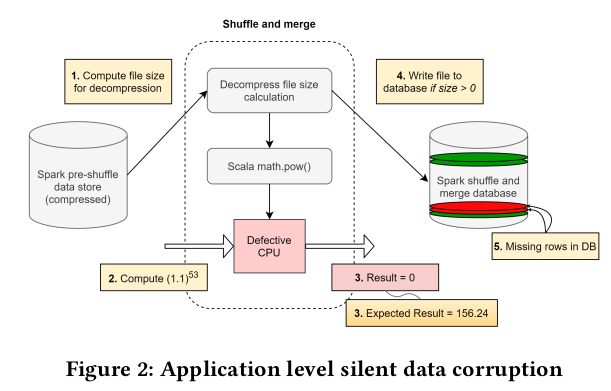 Shuffle and merge
1. Compute file size
for decompression
Decompress file size
calculation
4. Write file to
database if size > 0
Spark pre-shuffle
data store
(compressed)
Scala math.pow()
Spark shuffle and
merge database
Defective
CPU
5. Missing rows in DB
2. Compute (1.1)⁵³
3. Result = 0
3. Expected Result = 156.24
Figure 2: Application level silent data corruption